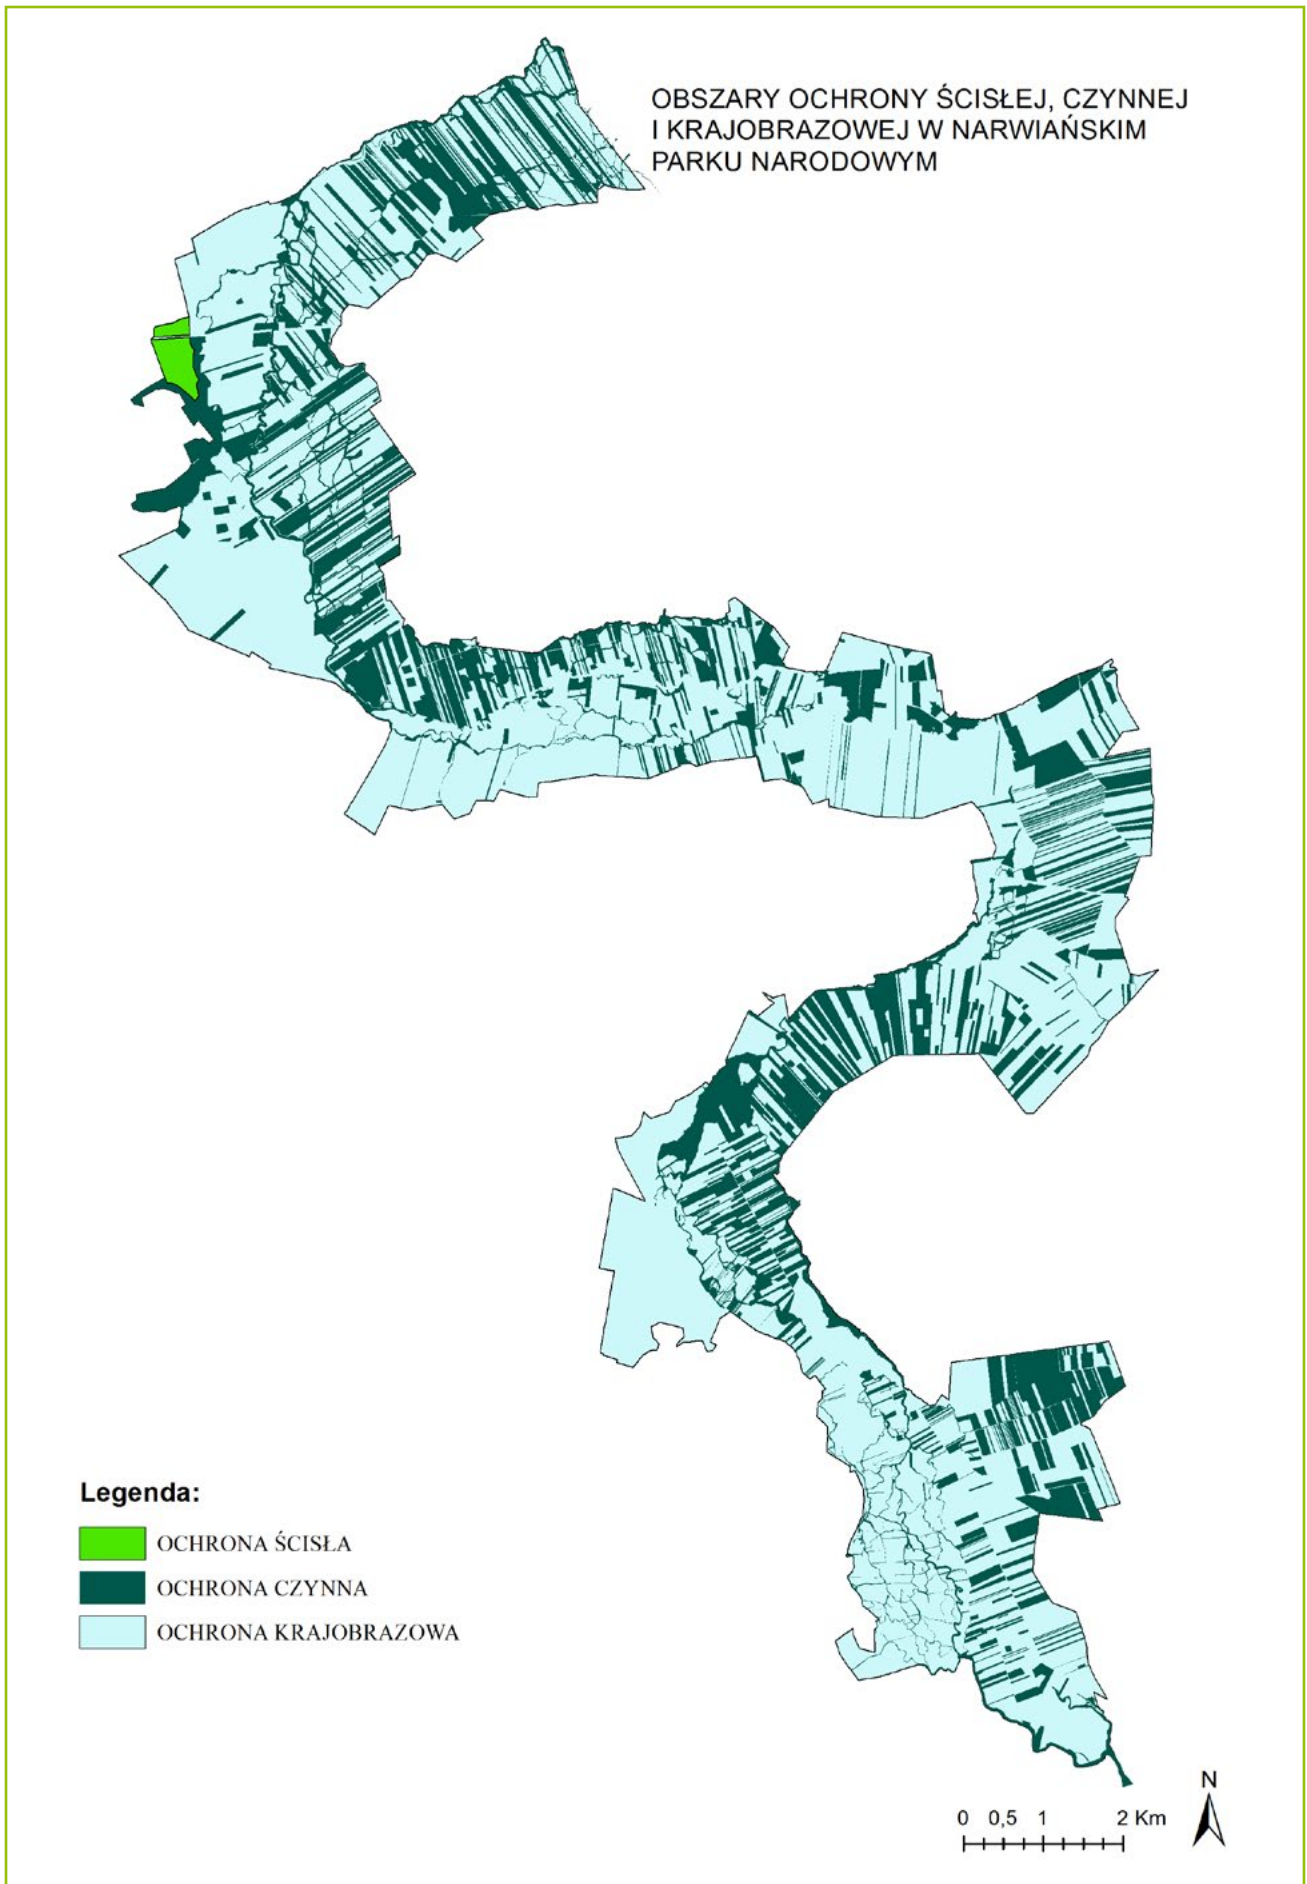 OBSZARY OCHRONY ŚCISŁEJ, CZYNNEJ
I KRAJOBRAZOWEJ W NARWIAŃSKIM
PARKU NARODOWYM
Legenda:
OCHRONA ŚCISŁA
OCHRONA CZYNNA
OCHRONA KRAJOBRAZOWA
N
0 0,5 1 2 Km